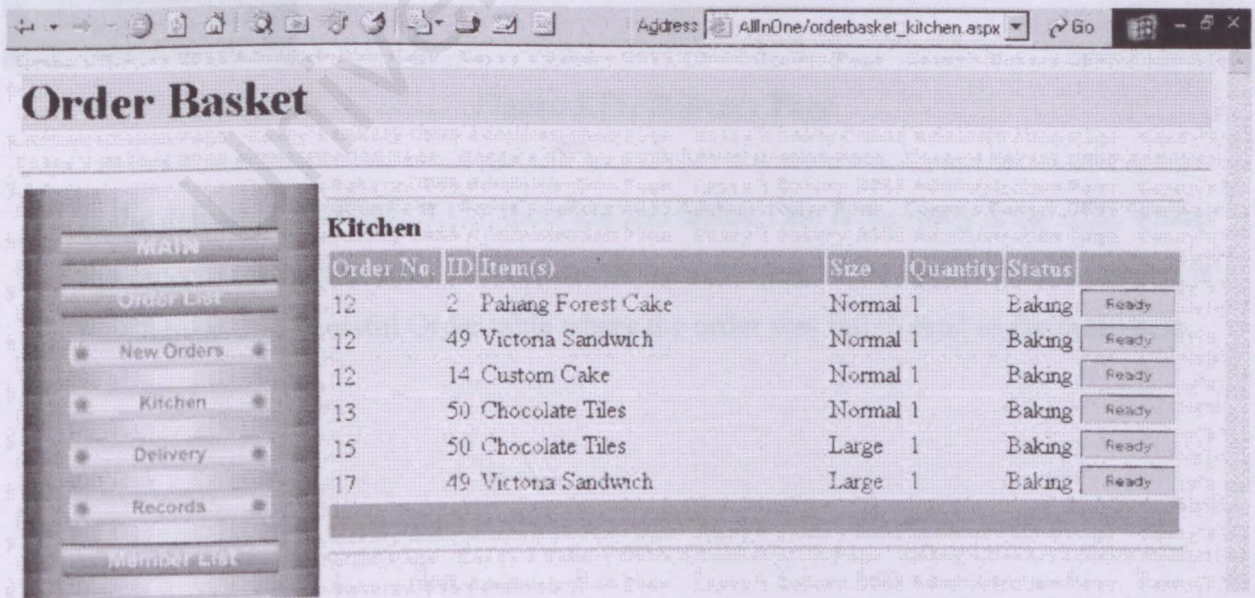 Address AllInOne/orderbasket_kitchen.aspx Go
Order Basket
MAIN
Order List
New Orders
Kitchen
Delivery
Records
Member List
Kitchen
Order No. ID Item(s) Size Quantity Status
12 2 Pahang Forest Cake Normal 1 Baking Ready
12 49 Victoria Sandwich Normal 1 Baking Ready
12 14 Custom Cake Normal 1 Baking Ready
13 50 Chocolate Tiles Normal 1 Baking Ready
15 50 Chocolate Tiles Large 1 Baking Ready
17 49 Victoria Sandwich Large 1 Baking Ready